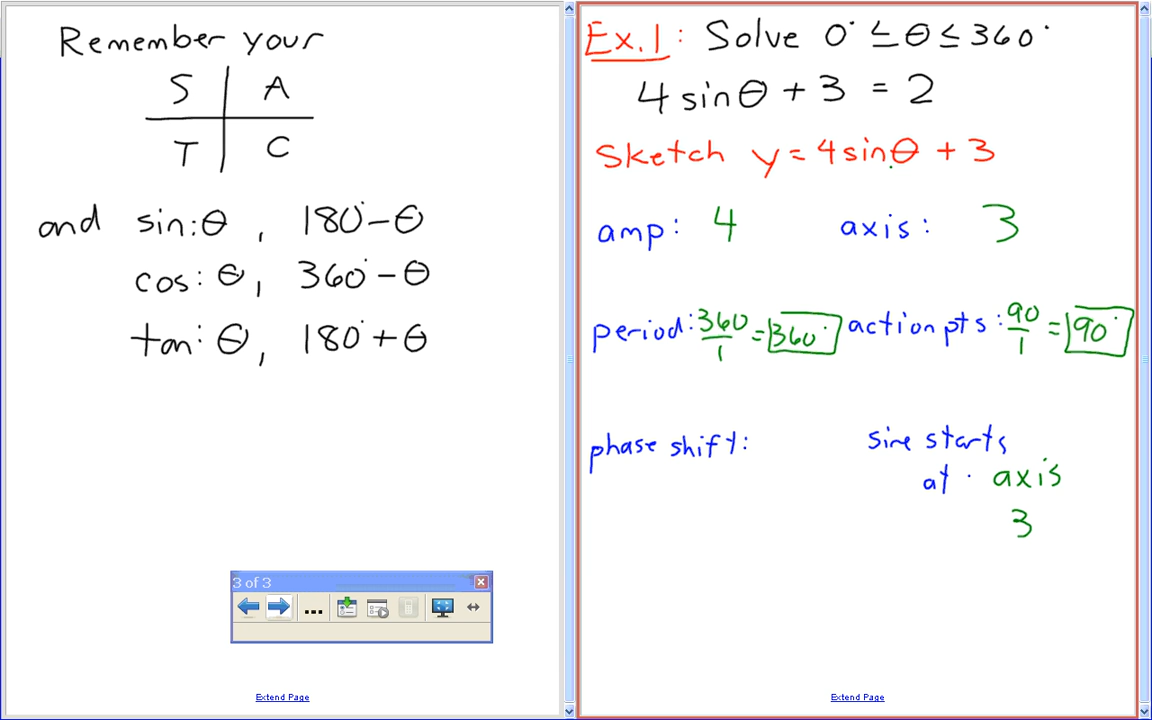 Remember your
S A
T C
and sin: θ, 180° - θ
cos: θ, 360° - θ
tan: θ, 180° + θ
3 of 3
Extend Page
Ex. 1: Solve 0° ≤ θ ≤ 360°
4 sin θ + 3 = 2
Sketch y = 4 sin θ + 3
amp: 4 axis: 3
period: 360/1 = 360° action pts: 90/1 = 90°
phase shift: sine starts
at axis
3
Extend Page